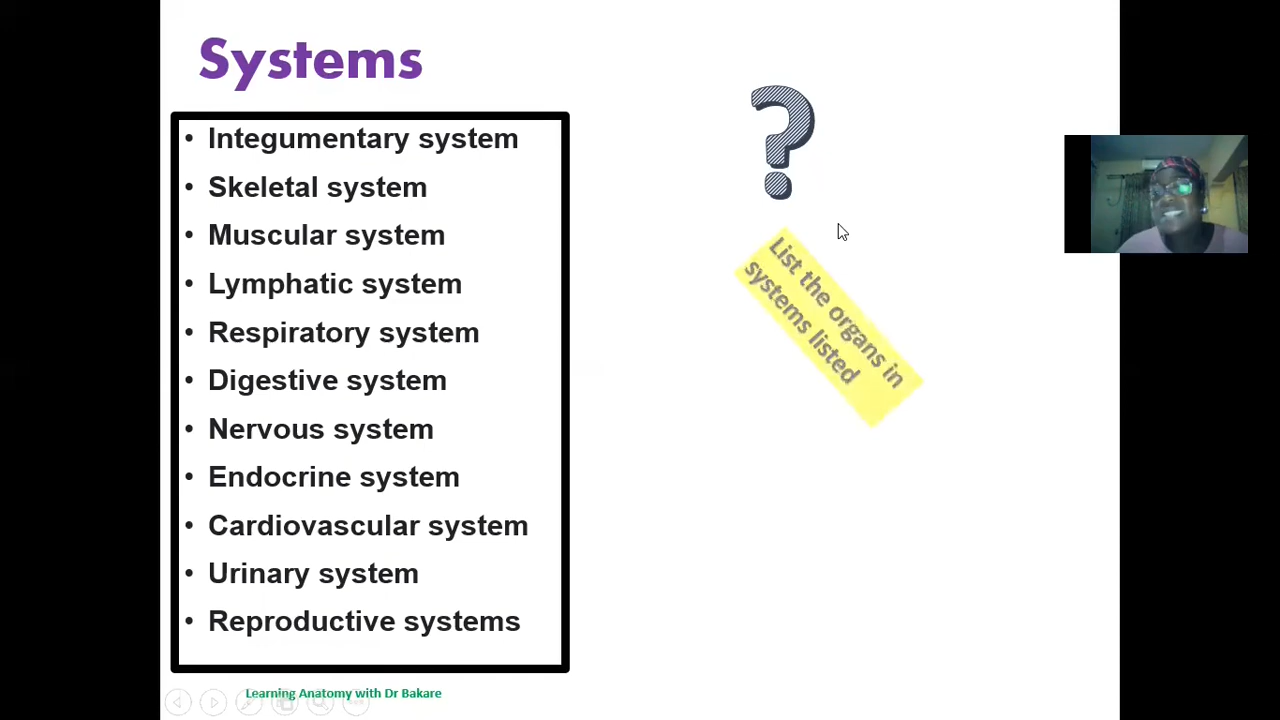 Systems
• Integumentary system
• Skeletal system
• Muscular system
• Lymphatic system
• Respiratory system
• Digestive system
• Nervous system
• Endocrine system
• Cardiovascular system
• Urinary system
• Reproductive systems
?
List the organs in
systems listed
Learning Anatomy with Dr Bakare